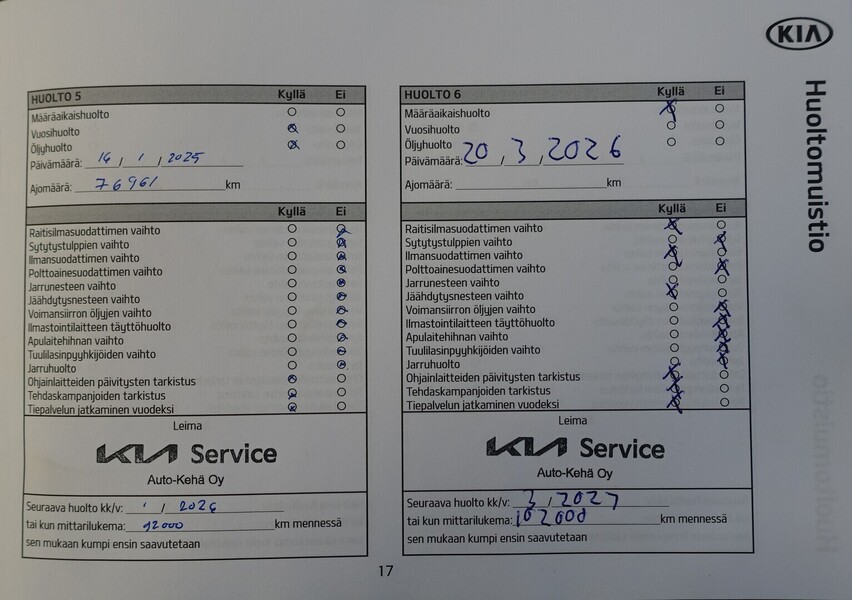 KIA
Huoltomuistio
HUOLTO 5 Kyllä Ei
Määräaikaishuolto
Vuosihuolto
Öljyhuolto
Päivämäärä: 14 / 1 / 2025
Ajomäärä: 76961 km
Kyllä Ei
Raitisilmasuodattimen vaihto
Sytytystulppien vaihto
Ilmansuodattimen vaihto
Polttoainesuodattimen vaihto
Jarrunesteen vaihto
Jäähdytysnesteen vaihto
Voimansiirron öljyjen vaihto
Ilmastointilaitteen täyttöhuolto
Apulaitehihnan vaihto
Tuulilasinpyyhkijöiden vaihto
Jarruhuolto
Ohjainlaitteiden päivitysten tarkistus
Tehdaskampanjoiden tarkistus
Tiepalvelun jatkaminen vuodeksi
Leima
KIA Service
Auto-Kehä Oy
Seuraava huolto kk/v: 1 / 2026
tai kun mittarilukema: 92000 km mennessä
sen mukaan kumpi ensin saavutetaan
HUOLTO 6 Kyllä Ei
Määräaikaishuolto
Vuosihuolto
Öljyhuolto
Päivämäärä: 20 / 3 / 2026
Ajomäärä: km
Kyllä Ei
Raitisilmasuodattimen vaihto
Sytytystulppien vaihto
Ilmansuodattimen vaihto
Polttoainesuodattimen vaihto
Jarrunesteen vaihto
Jäähdytysnesteen vaihto
Voimansiirron öljyjen vaihto
Ilmastointilaitteen täyttöhuolto
Apulaitehihnan vaihto
Tuulilasinpyyhkijöiden vaihto
Jarruhuolto
Ohjainlaitteiden päivitysten tarkistus
Tehdaskampanjoiden tarkistus
Tiepalvelun jatkaminen vuodeksi
Leima
KIA Service
Auto-Kehä Oy
Seuraava huolto kk/v: 3 / 2027
tai kun mittarilukema: 102000 km mennessä
sen mukaan kumpi ensin saavutetaan
17